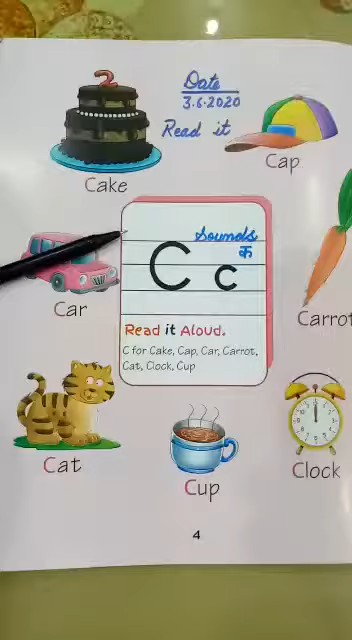 2
Date
3.6.2020
Read it
Cake
Cap
Sounds
क
C c
Car
Carrot
Read it Aloud.
C for Cake, Cap, Car, Carrot,
Cat, Clock, Cup
Cat
Cup
Clock
4